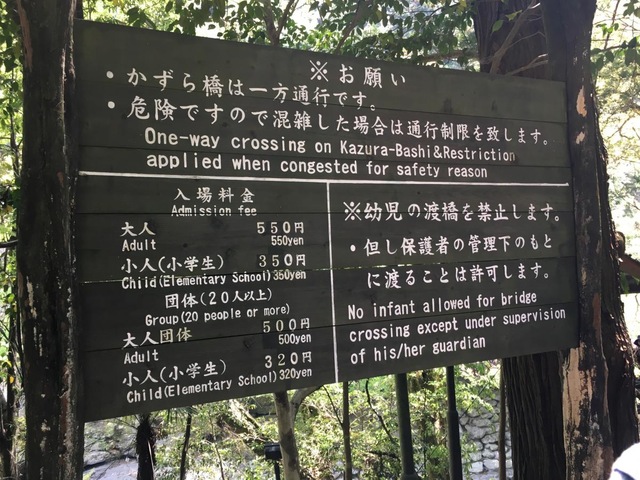 ※お願い
・かずら橋は一方通行です。
・危険ですので混雑した場合は通行制限を致します。
One-way crossing on Kazura-Bashi&Restriction
applied when congested for safety reason
入場料金
Admission fee
大人 550円
Adult 550yen
小人(小学生) 350円
Child(Elementary School)350yen
団体(20人以上)
Group(20 people or more)
大人団体 500円
Adult 500yen
小人(小学生) 320円
Child(Elementary School)320yen
※幼児の渡橋を禁止します。
・但し保護者の管理下のもと
に渡ることは許可します。
No infant allowed for bridge
crossing except under supervision
of his/her guardian